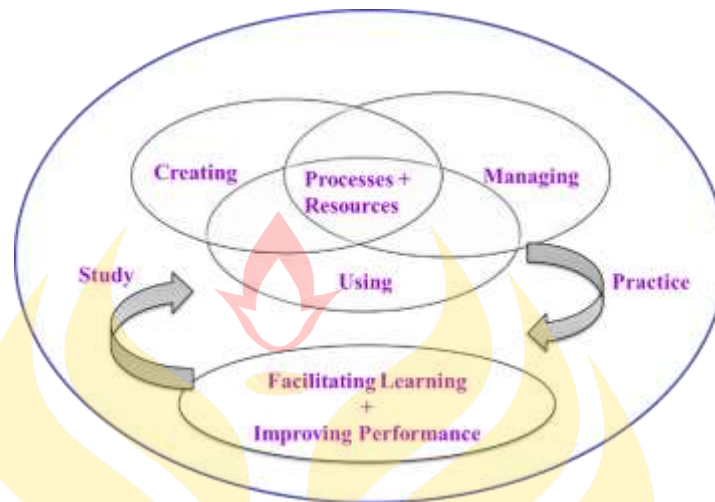 Creating
Processes +
Resources
Managing
Using
Study
Practice
Facilitating Learning
+
Improving Performance